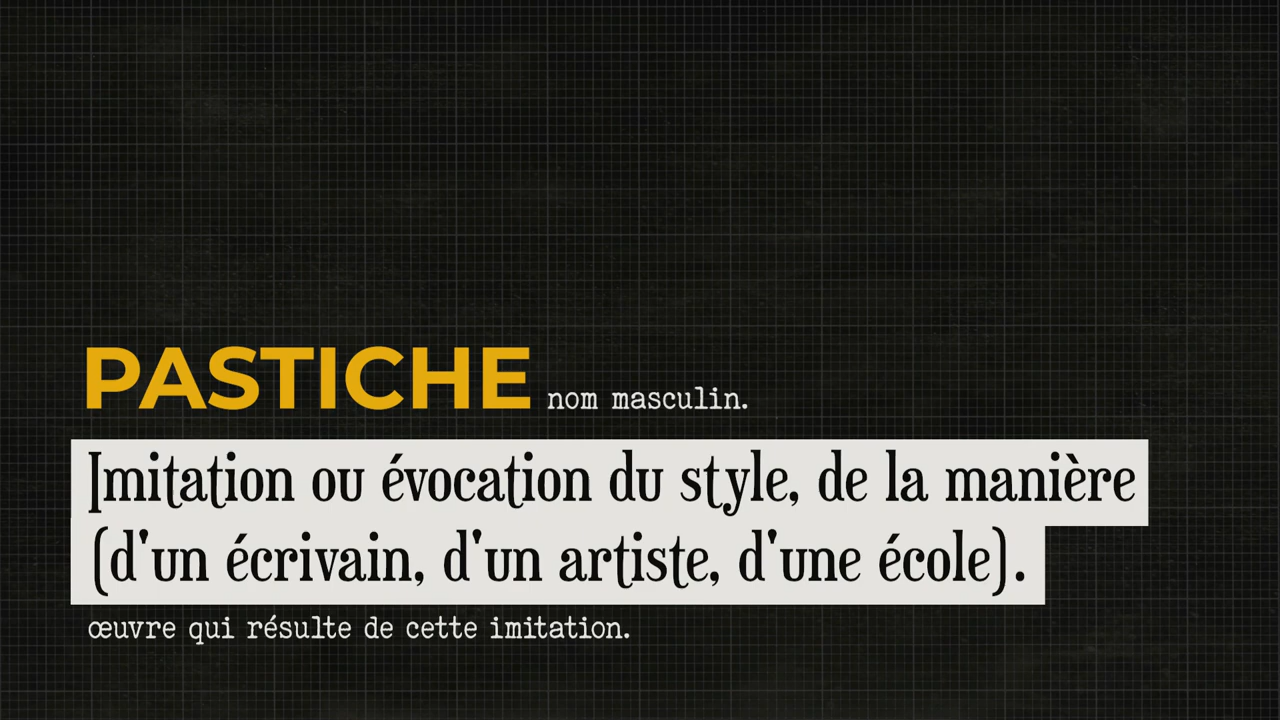 PASTICHE nom masculin.
Imitation ou évocation du style, de la manière
(d'un écrivain, d'un artiste, d'une école).
œuvre qui résulte de cette imitation.